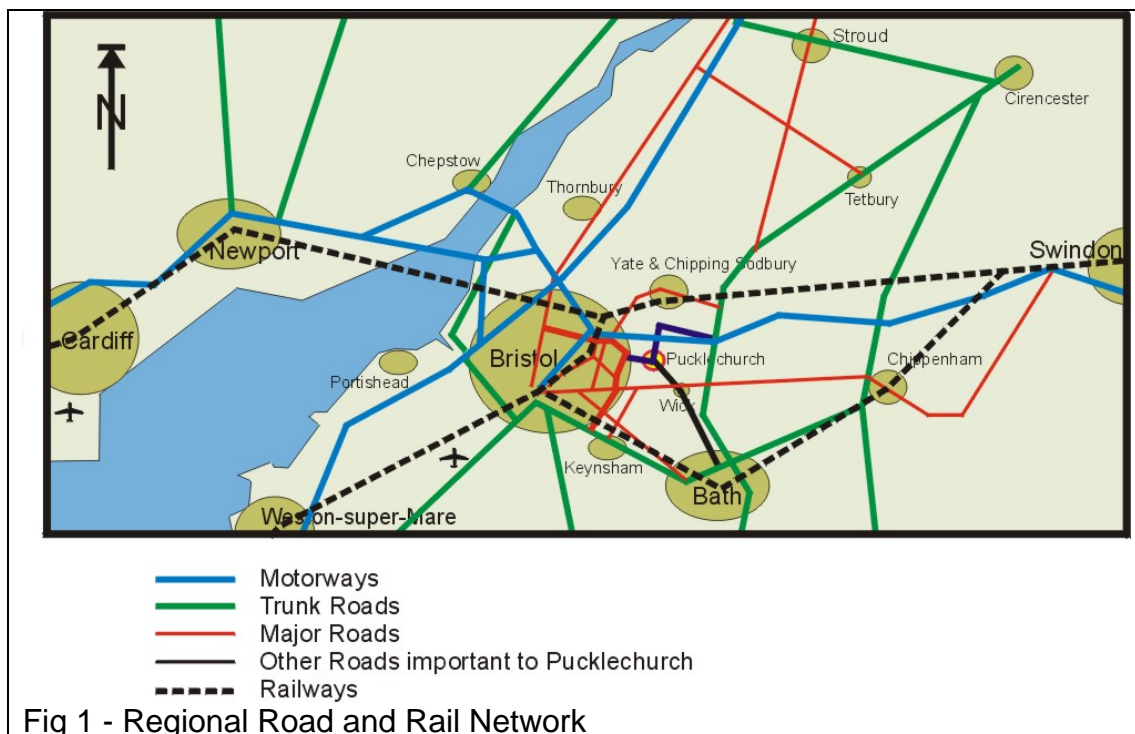 N
Stroud
Cirencester
Chepstow
Thornbury
Tetbury
Newport
Yate & Chipping Sodbury
Swindon
Cardiff
Bristol
Pucklechurch
Chippenham
Portishead
Wick
Keynsham
Bath
Weston-super-Mare
Motorways
Trunk Roads
Major Roads
Other Roads important to Pucklechurch
Railways
Fig 1 - Regional Road and Rail Network